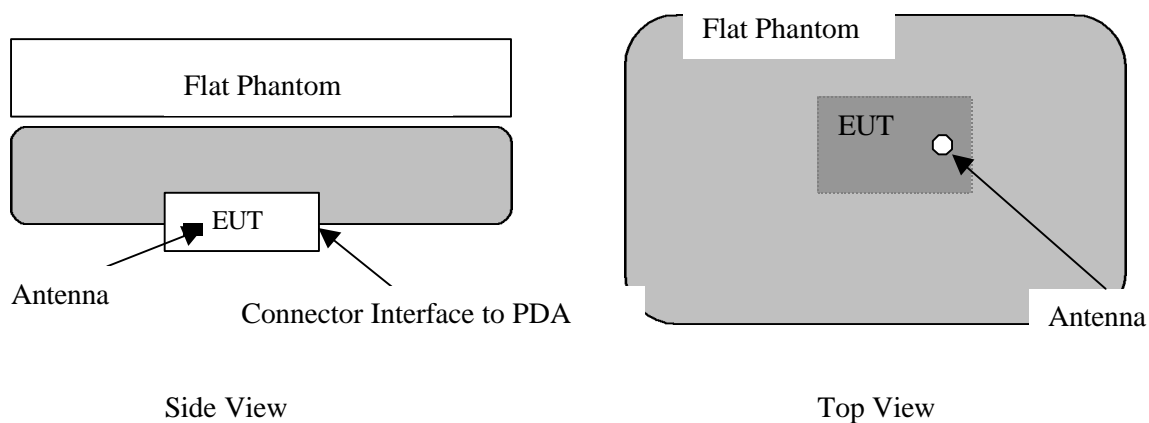 Flat Phantom
EUT
Antenna
Connector Interface to PDA
Side View
Flat Phantom
EUT
Antenna
Top View